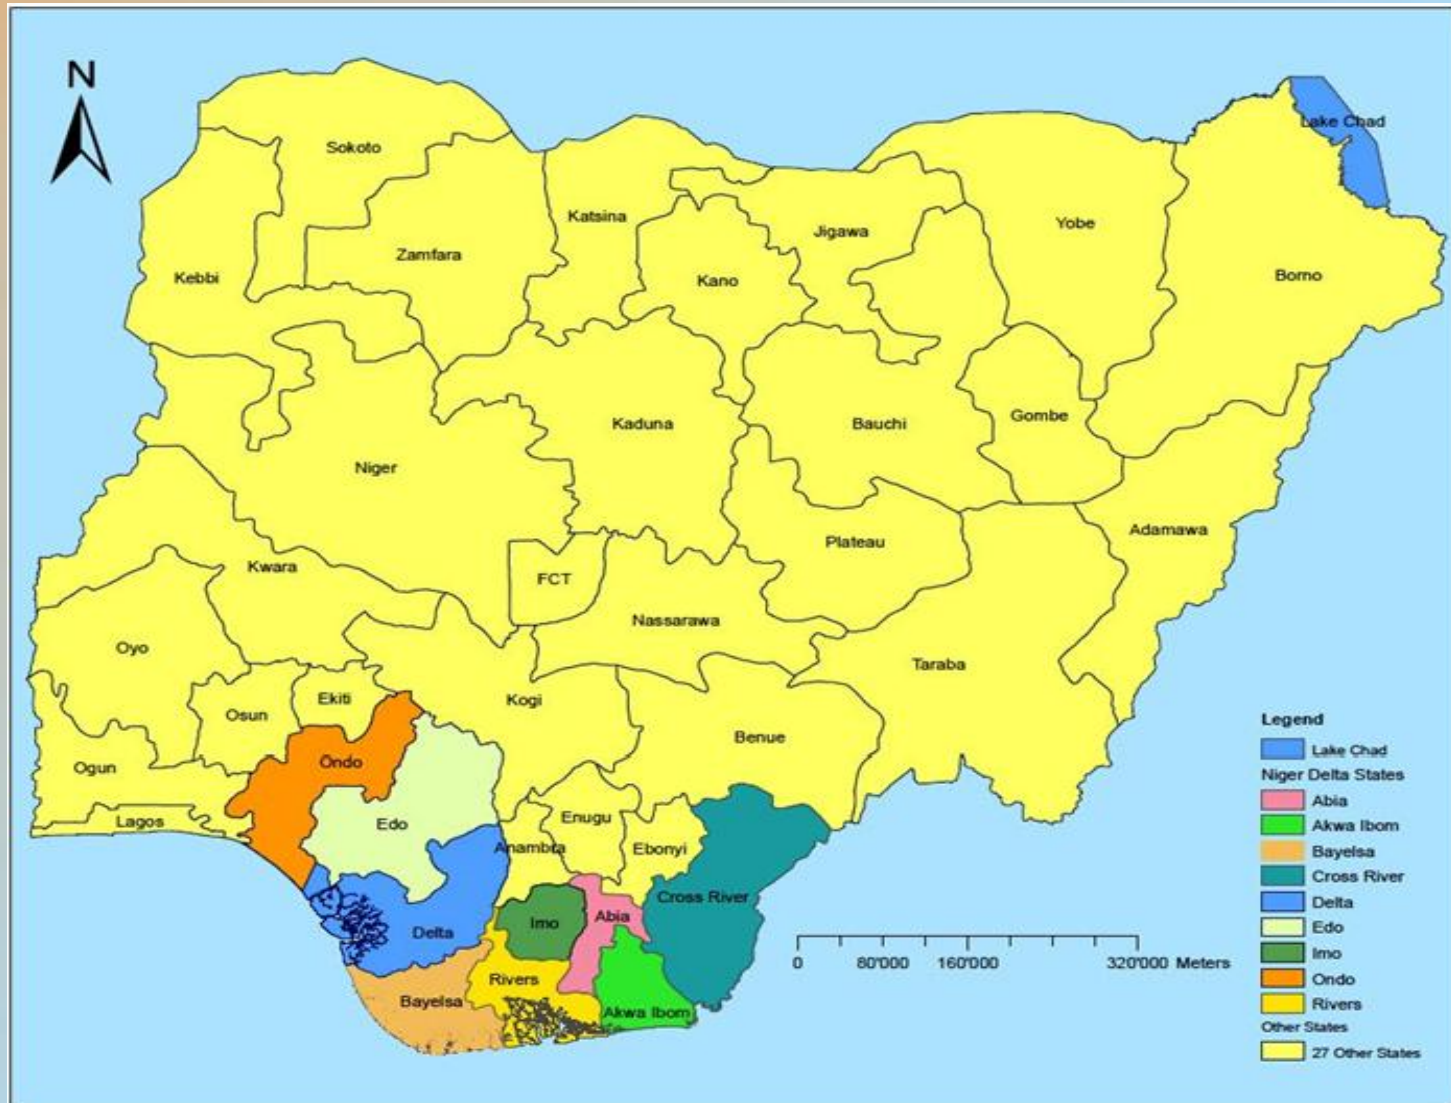 N
Lake Chad
Sokoto
Katsina
Yobe
Jigawa
Zamfara
Kebbi
Kano
Borno
Kaduna
Bauchi
Gombe
Niger
Adamawa
Plateau
Kwara
FCT
Nassarawa
Oyo
Taraba
Ekiti
Kogi
Osun
Benue
Ondo
Ogun
Lagos
Edo
Enugu
Anambra
Ebonyi
Cross River
Abia
Imo
Delta
Rivers
Bayelsa
Akwa Ibom
0 80'000 160'000 320'000 Meters
Legend
Lake Chad
Niger Delta States
Abia
Akwa Ibom
Bayelsa
Cross River
Delta
Edo
Imo
Ondo
Rivers
Other States
27 Other States